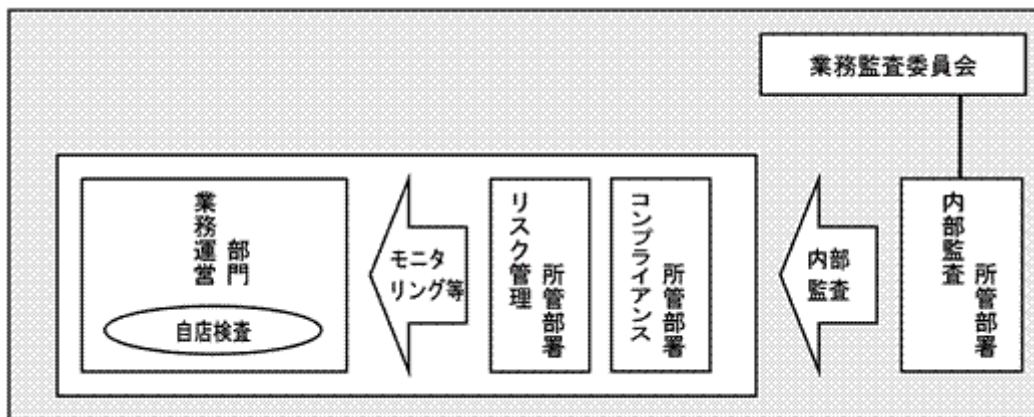 業務監査委員会
業務運営
部門
自店検査
モニタ
リング等
リスク管理
所管部署
コンプライアンス
所管部署
内部
監査
内部監査
所管部署